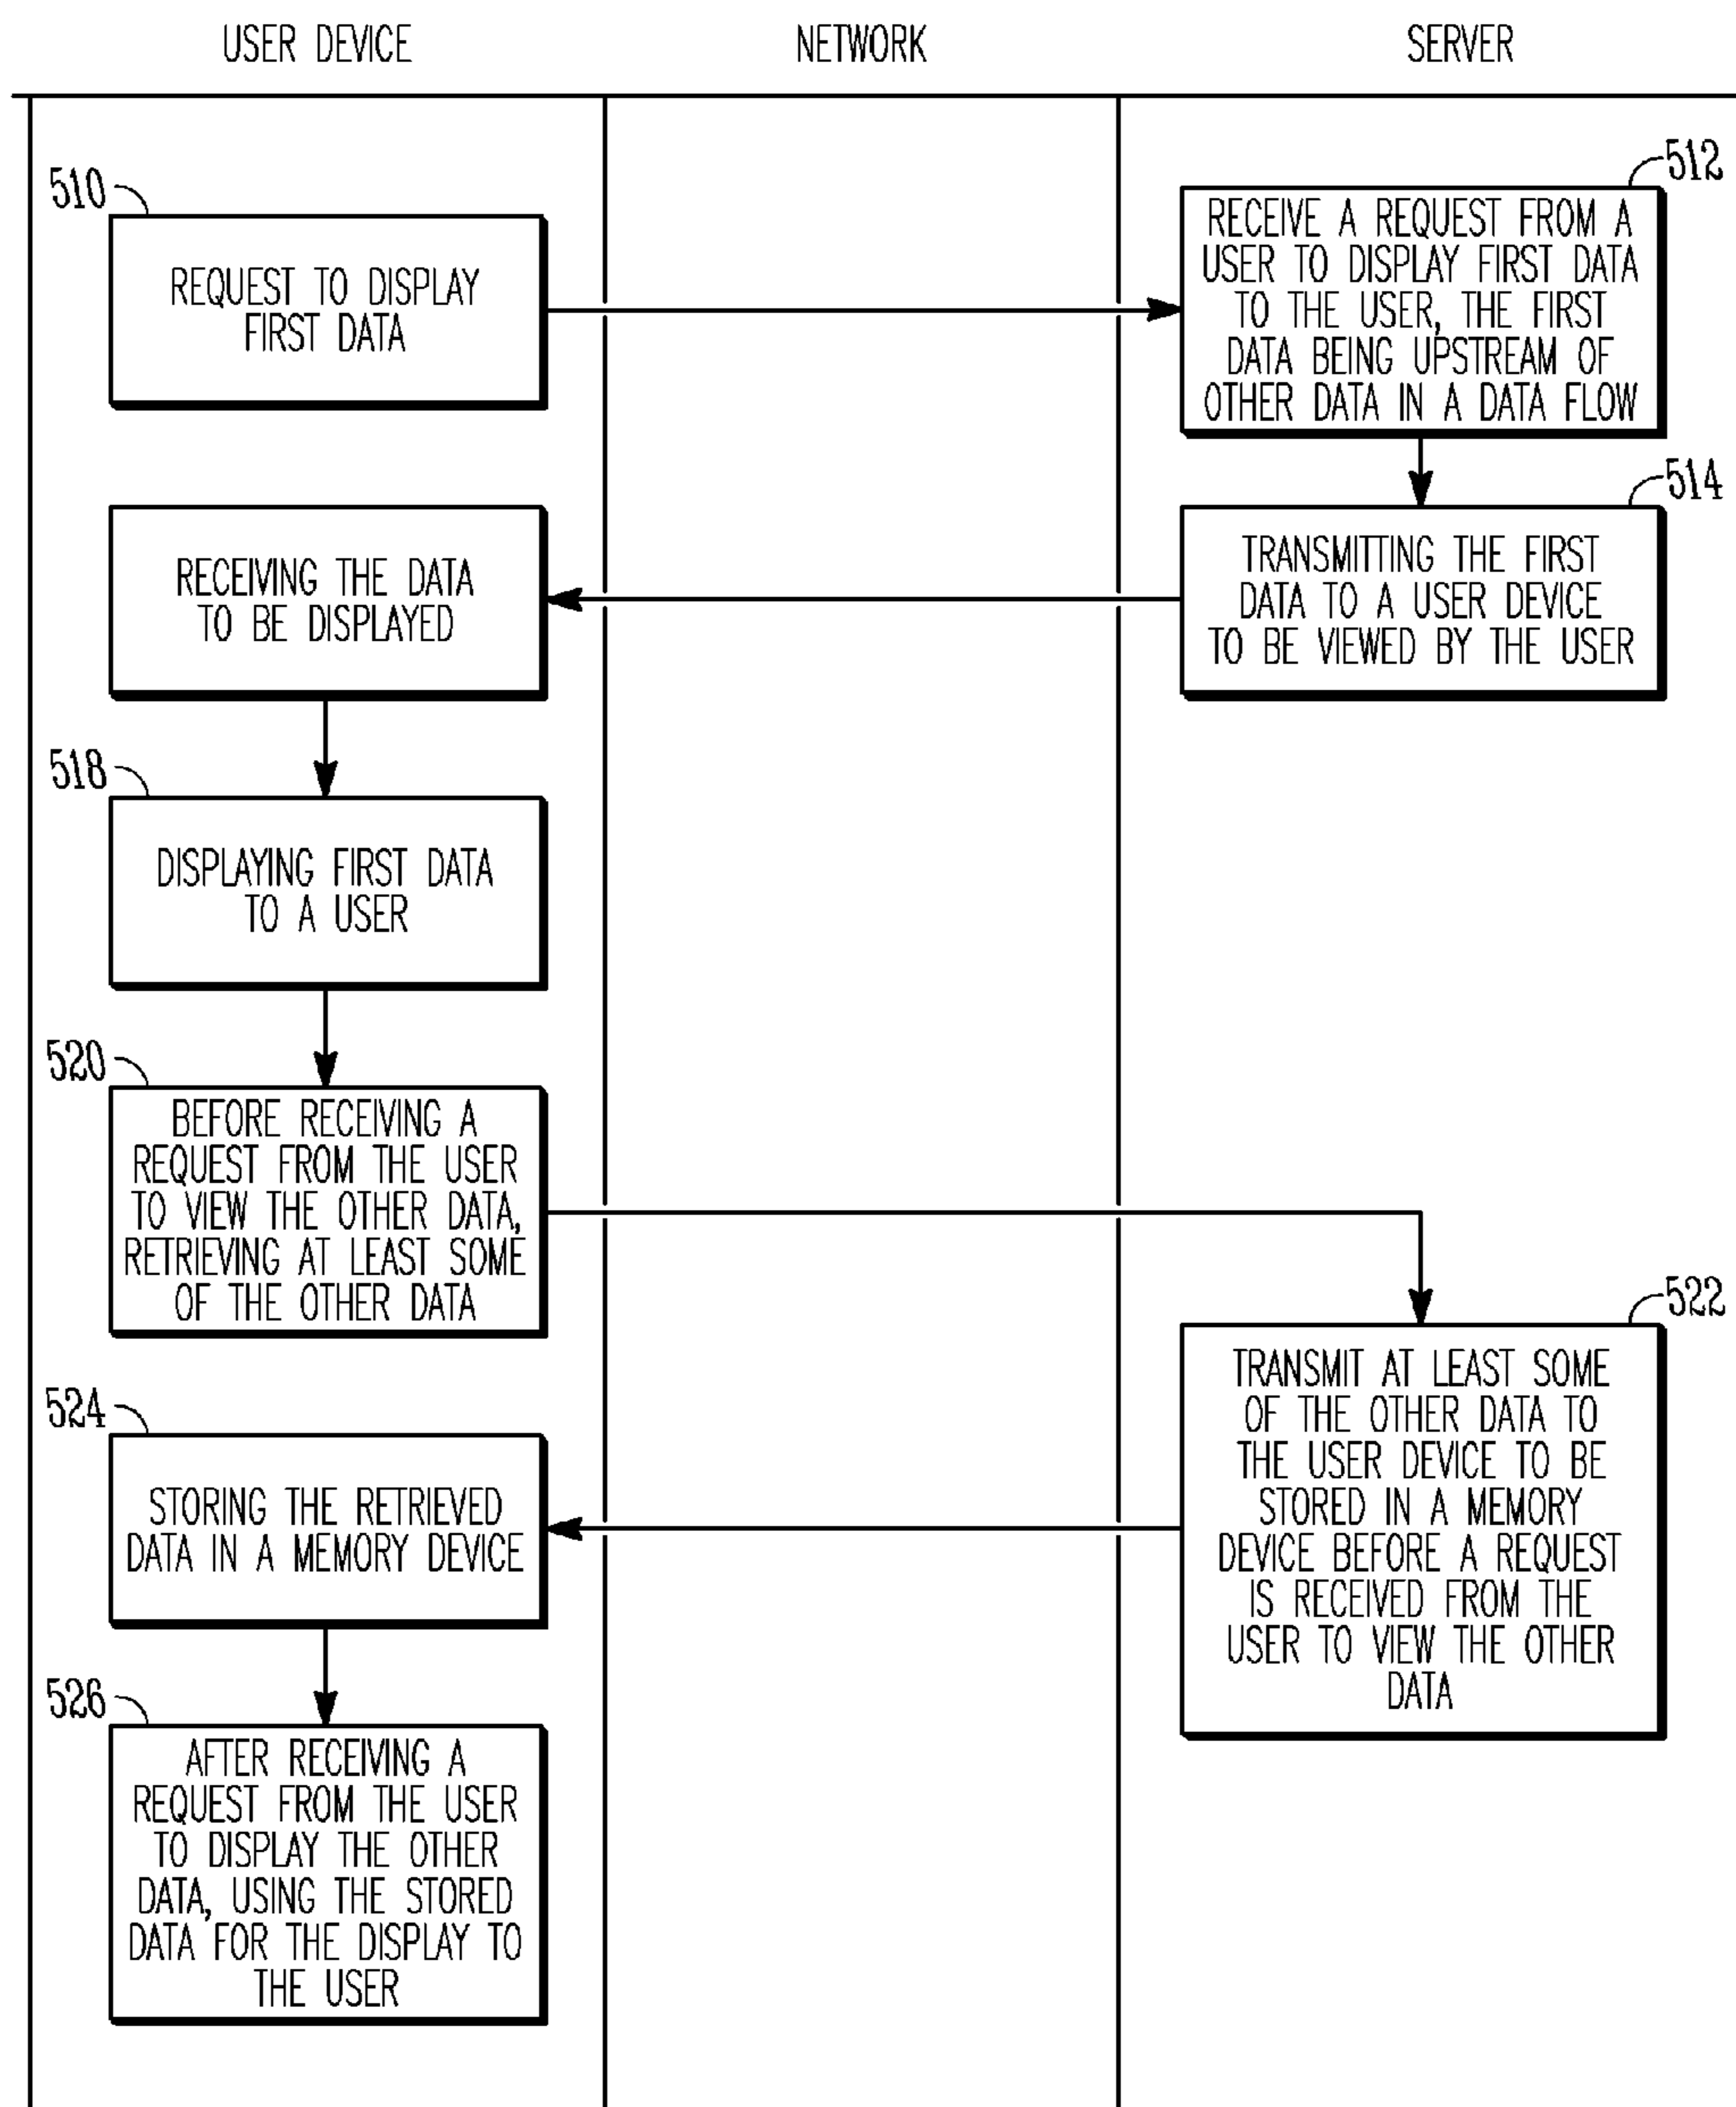 USER DEVICE
NETWORK
SERVER
510
REQUEST TO DISPLAY
FIRST DATA
512
RECEIVE A REQUEST FROM A
USER TO DISPLAY FIRST DATA
TO THE USER, THE FIRST
DATA BEING UPSTREAM OF
OTHER DATA IN A DATA FLOW
514
TRANSMITTING THE FIRST
DATA TO A USER DEVICE
TO BE VIEWED BY THE USER
RECEIVING THE DATA
TO BE DISPLAYED
518
DISPLAYING FIRST DATA
TO A USER
520
BEFORE RECEIVING A
REQUEST FROM THE USER
TO VIEW THE OTHER DATA,
RETRIEVING AT LEAST SOME
OF THE OTHER DATA
522
TRANSMIT AT LEAST SOME
OF THE OTHER DATA TO
THE USER DEVICE TO BE
STORED IN A MEMORY
DEVICE BEFORE A REQUEST
IS RECEIVED FROM THE
USER TO VIEW THE OTHER
DATA
524
STORING THE RETRIEVED
DATA IN A MEMORY DEVICE
526
AFTER RECEIVING A
REQUEST FROM THE USER
TO DISPLAY THE OTHER
DATA, USING THE STORED
DATA FOR THE DISPLAY TO
THE USER